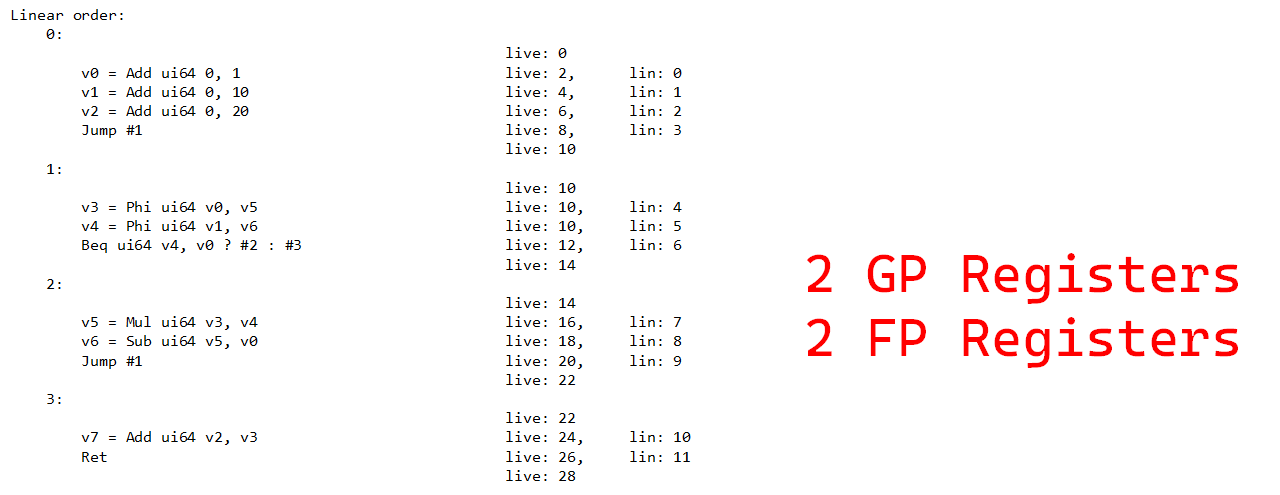 Linear order:
0:
live: 0
v0 = Add ui64 0, 1 live: 2, lin: 0
v1 = Add ui64 0, 10 live: 4, lin: 1
v2 = Add ui64 0, 20 live: 6, lin: 2
Jump #1 live: 8, lin: 3
live: 10
1:
live: 10
v3 = Phi ui64 v0, v5 live: 10, lin: 4
v4 = Phi ui64 v1, v6 live: 10, lin: 5
Beq ui64 v4, v0 ? #2 : #3 live: 12, lin: 6
live: 14
2:
live: 14
v5 = Mul ui64 v3, v4 live: 16, lin: 7
v6 = Sub ui64 v5, v0 live: 18, lin: 8
Jump #1 live: 20, lin: 9
live: 22
3:
live: 22
v7 = Add ui64 v2, v3 live: 24, lin: 10
Ret live: 26, lin: 11
live: 28
2 GP Registers
2 FP Registers